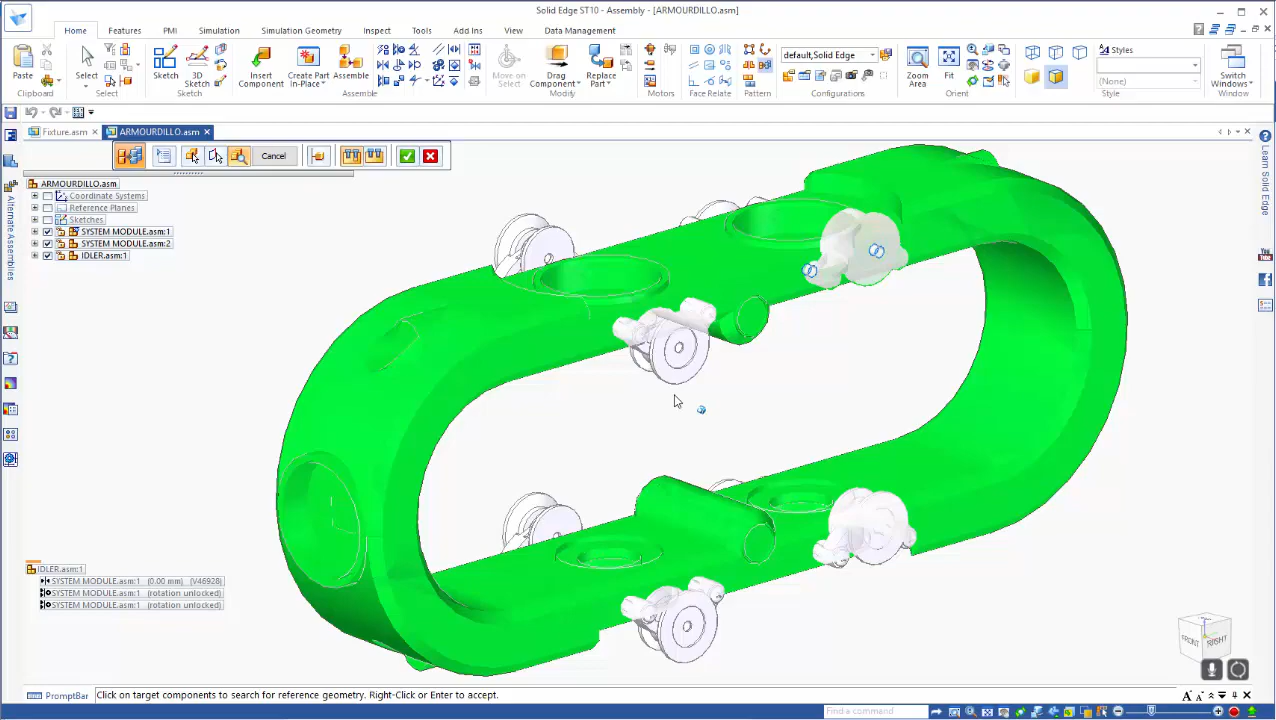 Solid Edge ST10 - Assembly - [ARMOURDILLO.asm]
Home Features PMI Simulation Simulation Geometry Inspect Tools Add Ins View Data Management
Paste Select Sketch 3D Sketch Insert Component Create Part In-Place Assemble Move on Select Drag Component Replace Part default,Solid Edge Zoom Area Fit Styles (None) Switch Windows
Clipboard Select Sketch Assemble Modify Motors Face Relate Pattern Configurations Orient Style Window
Fixture.asm ARMOURDILLO.asm
Cancel
ARMOURDILLO.asm
Coordinate Systems
Reference Planes
Sketches
SYSTEM MODULE.asm:1
SYSTEM MODULE.asm:2
IDLER.asm:1
Alternate Assemblies
Learn Solid Edge
You Tube
IDLER.asm:1
SYSTEM MODULE.asm:1 (0.00 mm) (V46928)
SYSTEM MODULE.asm:1 (rotation unlocked)
SYSTEM MODULE.asm:1 (rotation unlocked)
FRONT RIGHT
PromptBar Click on target components to search for reference geometry. Right-Click or Enter to accept.
Find a command